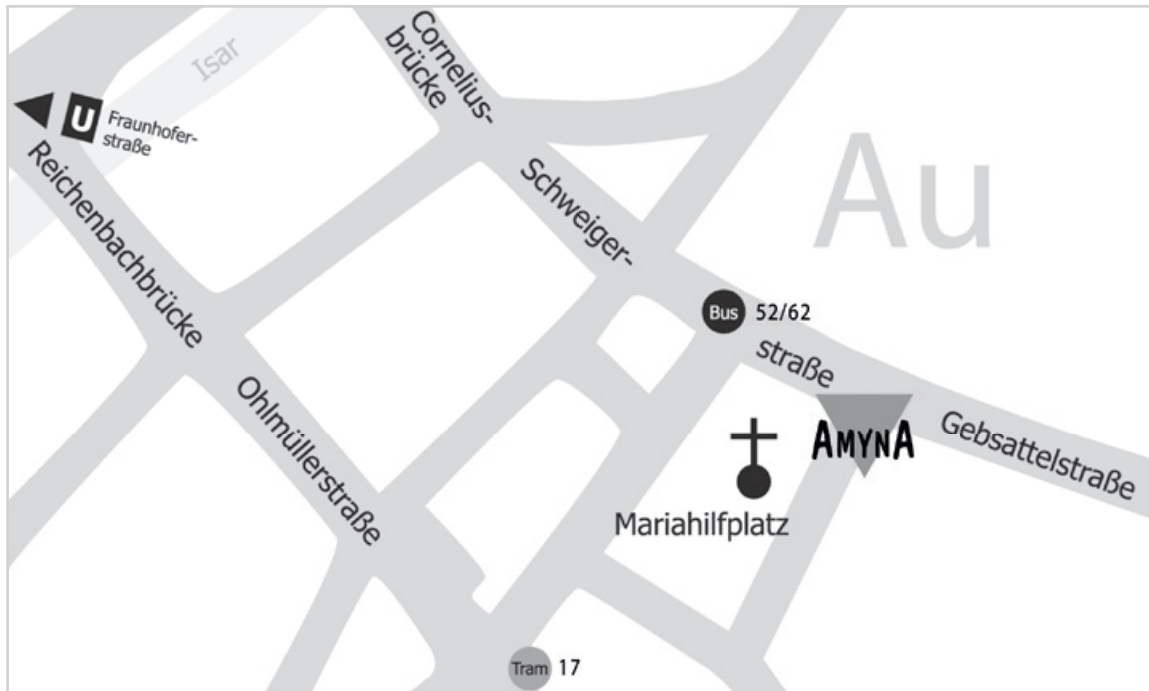 Isar
Cornelius-
brücke
U
Fraunhofer-
straße
Reichenbachbrücke
Schweiger-
Au
Bus 52/62
straße
Ohlmüllerstraße
AMYNA
Gebsattelstraße
Mariahilfplatz
Tram 17